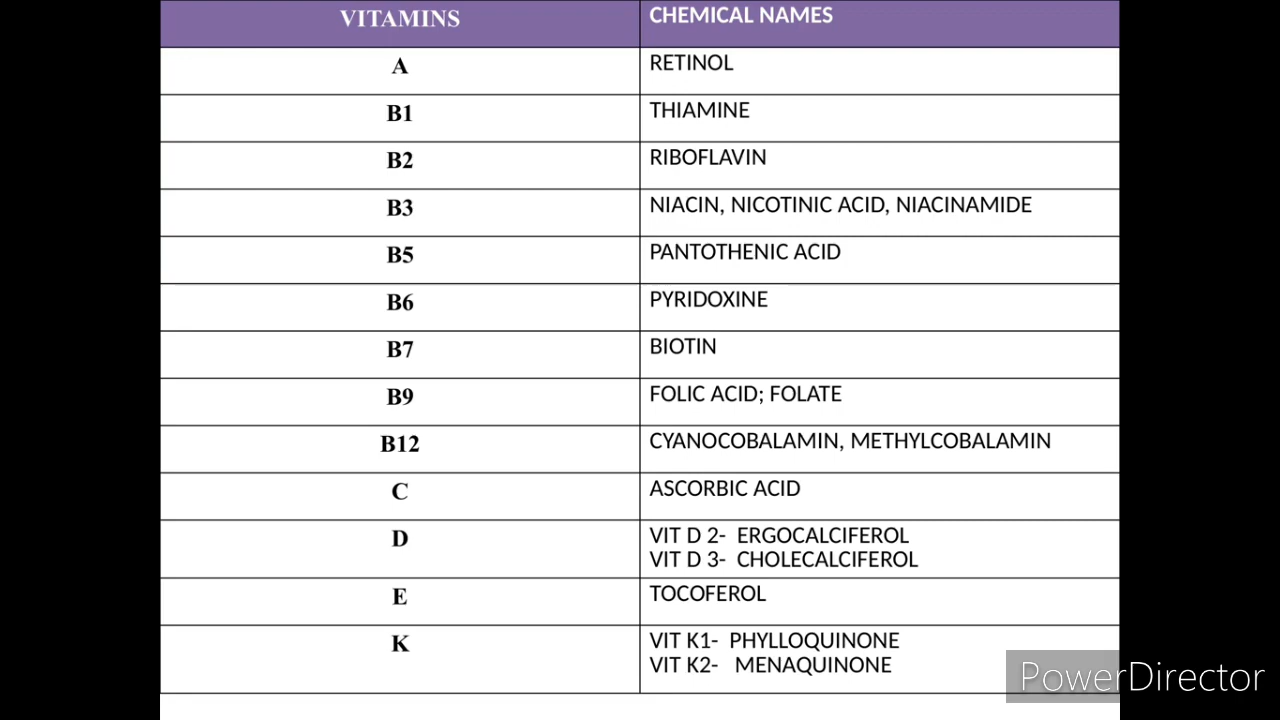 VITAMINS CHEMICAL NAMES
A RETINOL
B1 THIAMINE
B2 RIBOFLAVIN
B3 NIACIN, NICOTINIC ACID, NIACINAMIDE
B5 PANTOTHENIC ACID
B6 PYRIDOXINE
B7 BIOTIN
B9 FOLIC ACID; FOLATE
B12 CYANOCOBALAMIN, METHYLCOBALAMIN
C ASCORBIC ACID
D VIT D 2- ERGOCALCIFEROL
VIT D 3- CHOLECALCIFEROL
E TOCOFEROL
K VIT K1- PHYLLOQUINONE
VIT K2- MENAQUINONE
PowerDirector